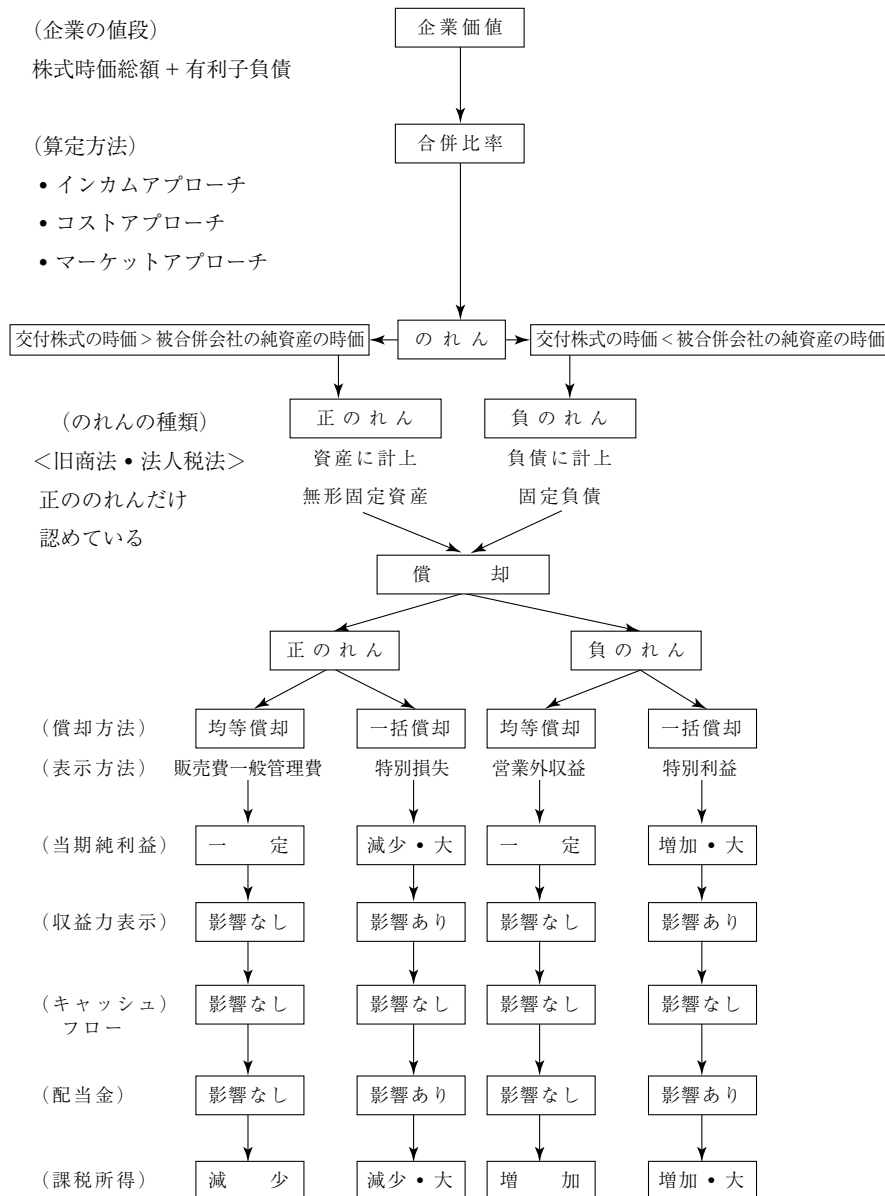 （企業の値段）
企業価値
株式時価総額 + 有利子負債
（算定方法）
合併比率
• インカムアプローチ
• コストアプローチ
• マーケットアプローチ
交付株式の時価 > 被合併会社の純資産の時価
のれん
交付株式の時価 < 被合併会社の純資産の時価
（のれんの種類）
正のれん
負のれん
＜旧商法 • 法人税法＞
資産に計上
負債に計上
正ののれんだけ
無形固定資産
固定負債
認めている
償　却
正のれん
負のれん
（償却方法）
均等償却
一括償却
均等償却
一括償却
（表示方法）
販売費一般管理費
特別損失
営業外収益
特別利益
（当期純利益）
一　定
減少 • 大
一　定
増加 • 大
（収益力表示）
影響なし
影響あり
影響なし
影響あり
（キャッシュ）
フロー
影響なし
影響なし
影響なし
影響なし
（配当金）
影響なし
影響あり
影響なし
影響あり
（課税所得）
減　少
減少 • 大
増　加
増加 • 大